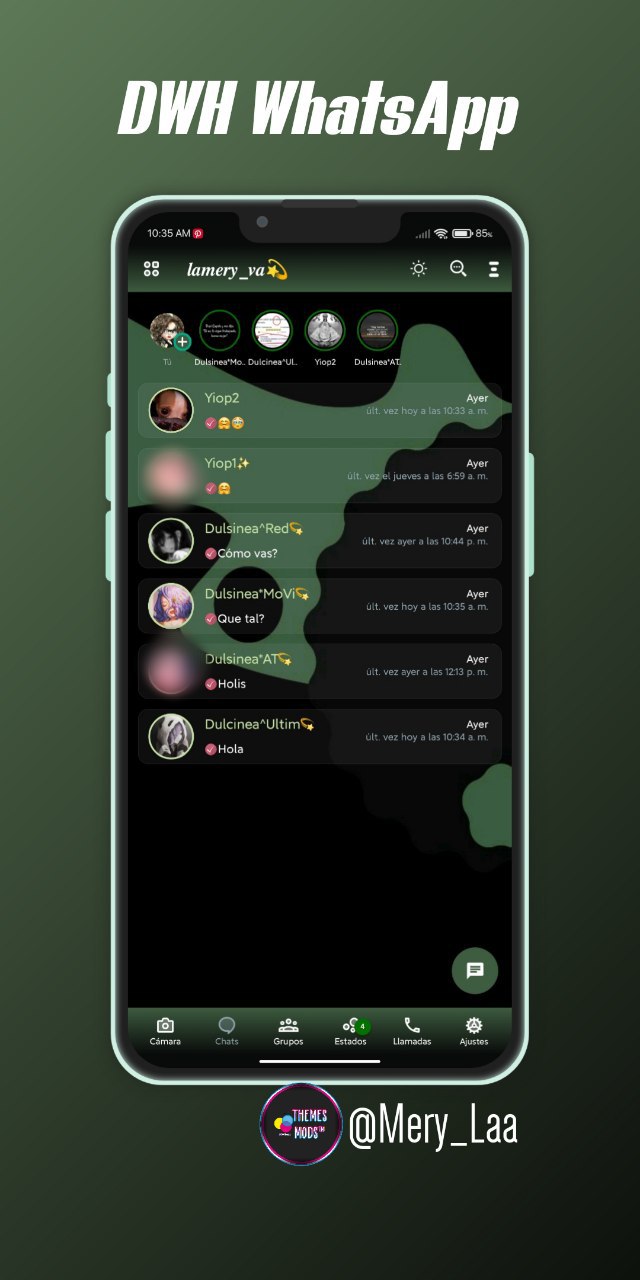 DWH WhatsApp
10:35 AM
85%
lamery_va💫
Tú
Dulsinea*Mo..
Dulcinea^Ul..
Yiop2
Dulsinea*AT..
Yiop2
Ayer
últ. vez hoy a las 10:33 a. m.
Yiop1✨
Ayer
últ. vez el jueves a las 6:59 a. m.
Dulsinea^Red💫
Ayer
últ. vez ayer a las 10:44 p. m.
Cómo vas?
Dulsinea*MoVi💫
Ayer
últ. vez hoy a las 10:35 a. m.
Que tal?
Dulsinea*AT💫
Ayer
últ. vez ayer a las 12:13 p. m.
Holis
Dulcinea^Ultim💫
Ayer
últ. vez hoy a las 10:34 a. m.
Hola
4
Cámara
Chats
Grupos
Estados
Llamadas
Ajustes
THEMES
MODS™
@Mery_Laa